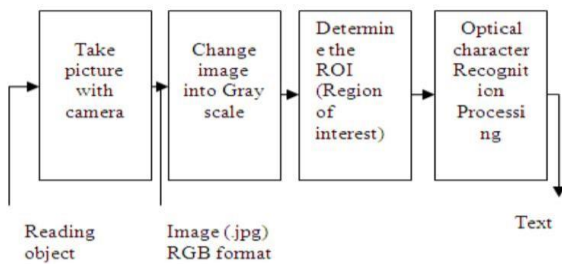 Take
picture
with
camera
Change
image
into Gray
scale
Determin
e the
ROI
(Region
of
interest)
Optical
character
Recognit
ion
Processi
ng
Reading
object
Image (.jpg)
RGB format
Text